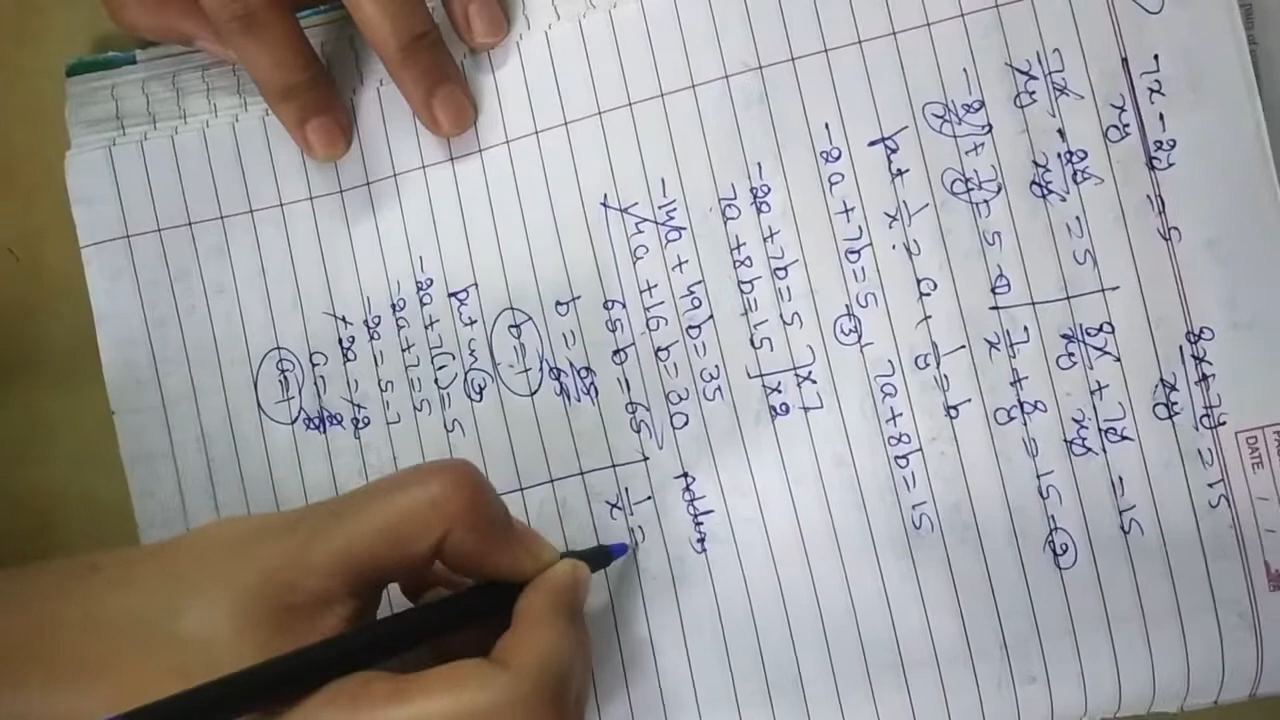 7x - 2y / xy = 5    8x + 7y / xy = 15
7x/xy - 2y/xy = 5 | 8x/xy + 7y/xy = 15
-2/x + 7/y = 5 - ① | 7/x + 8/y = 15 - ②
put 1/x = a, 1/y = b
-2a + 7b = 5 ③, 7a + 8b = 15
-2a + 7b = 5 ] x7
7a + 8b = 15 ] x2
-14a + 49b = 35
14a + 16b = 30 Adding
65b = 65
b = 65/65
b = 1
put in ③
-2a + 7(1) = 5
-2a + 7 = 5
-2a = 5 - 7
+2a = +2
a = 2/2
a = 1
1/x =
DATE / /